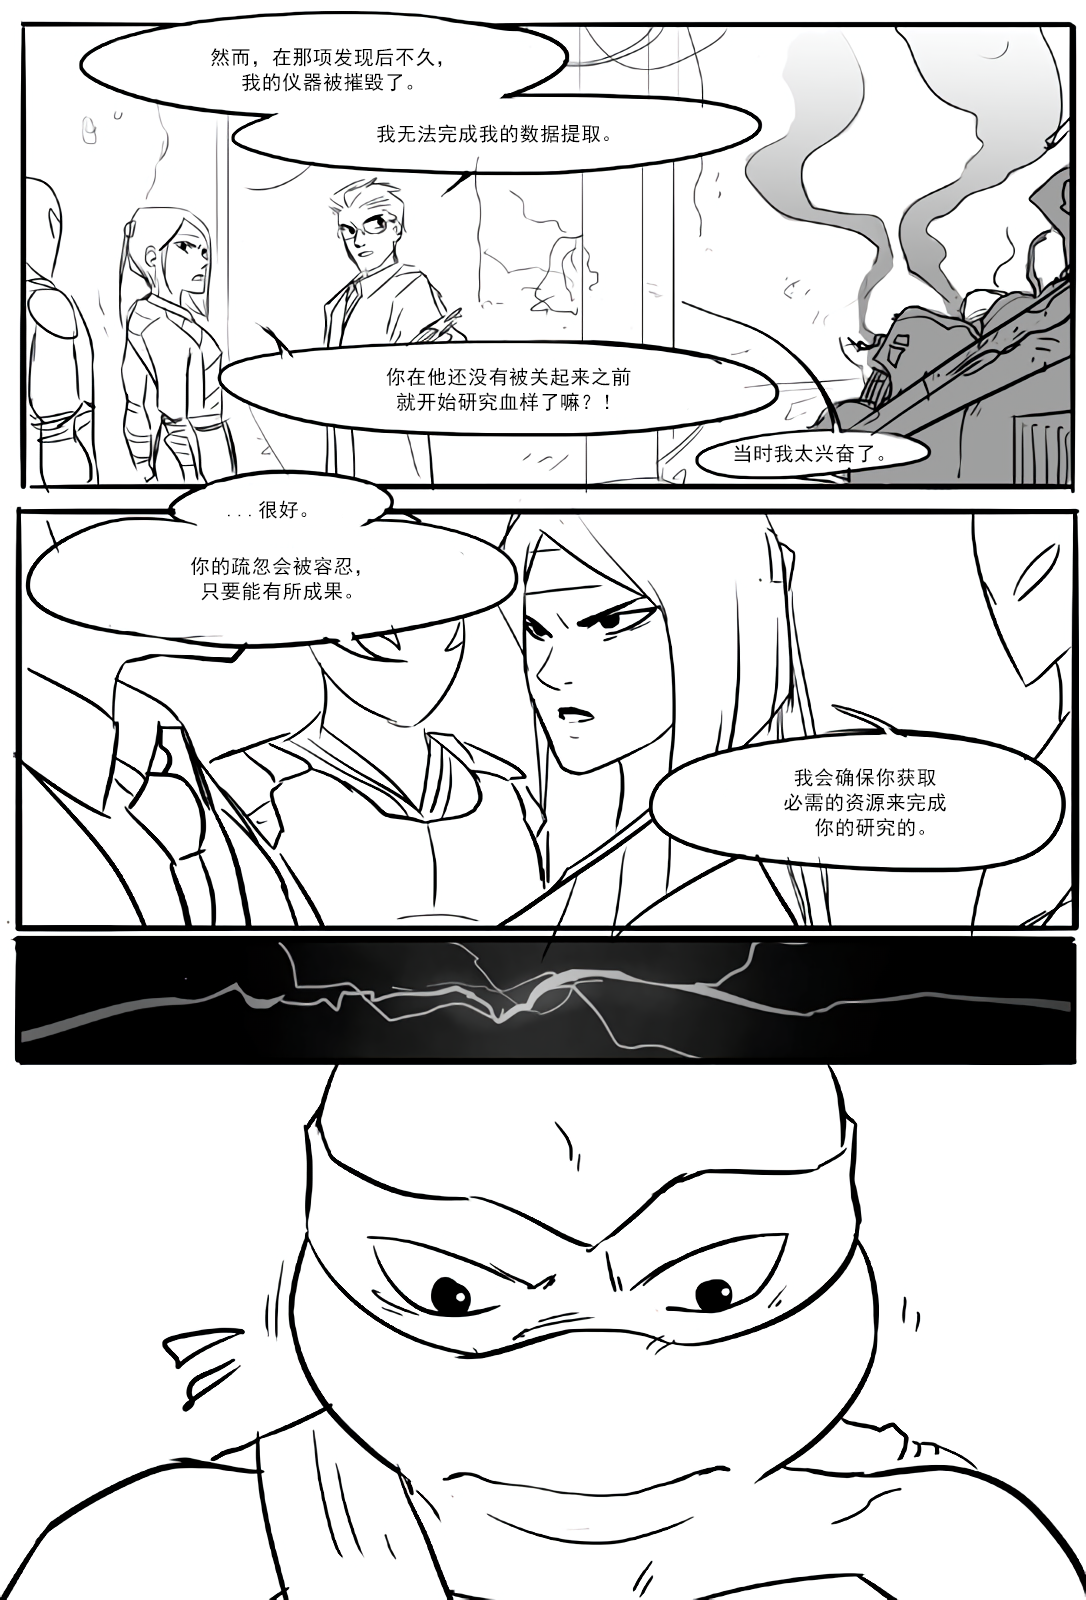 然而，在那项发现后不久，
我的仪器被摧毁了。
我无法完成我的数据提取。
你在他还没有被关起来之前
就开始研究血样了嘛？！
当时我太兴奋了。
...很好。
你的疏忽会被容忍，
只要能有所成果。
我会确保你获取
必需的资源来完成
你的研究的。